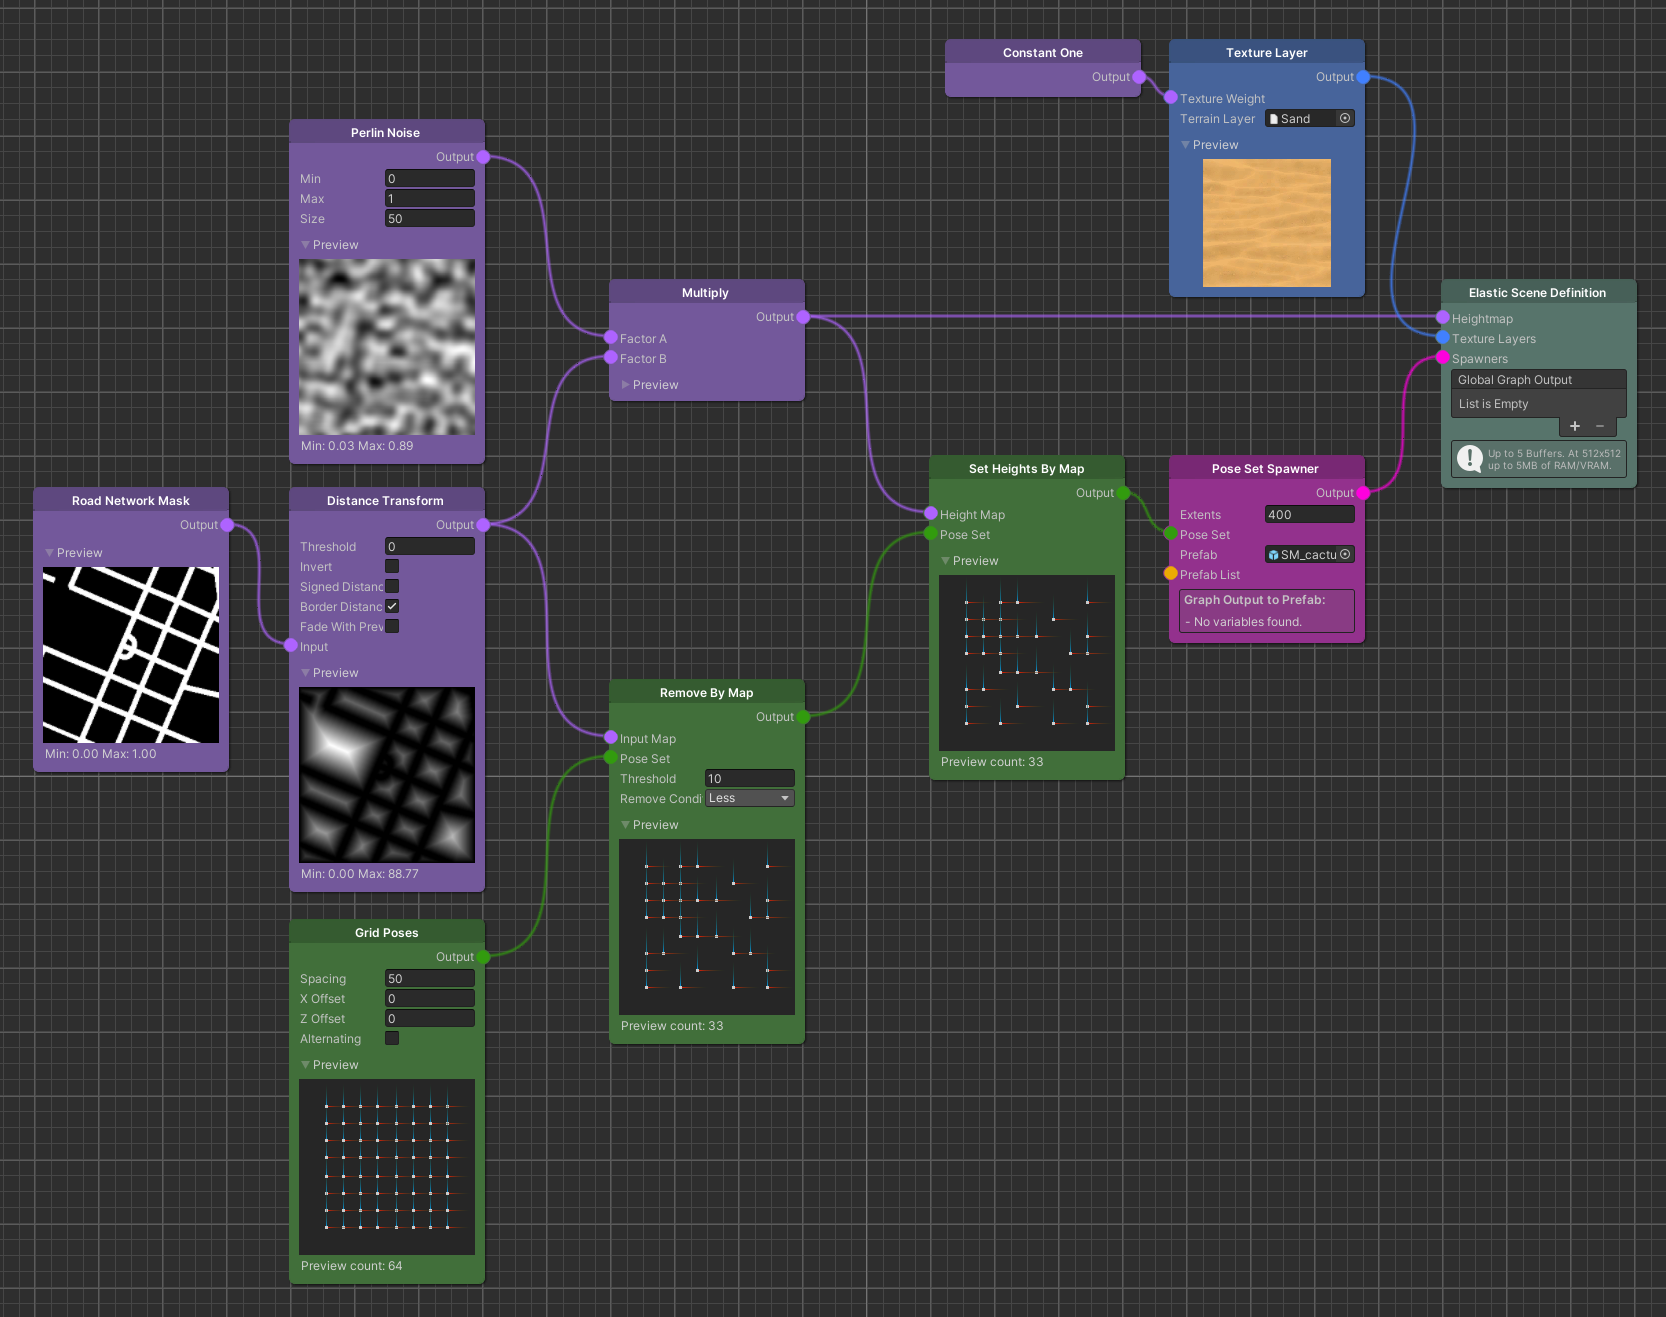 Constant One
Output
Texture Layer
Output
Texture Weight
Terrain Layer Sand
Preview
Perlin Noise
Output
Min 0
Max 1
Size 50
Preview
Min: 0.03 Max: 0.89
Multiply
Output
Factor A
Factor B
Preview
Elastic Scene Definition
Heightmap
Texture Layers
Spawners
Global Graph Output
List is Empty
+ −
Up to 5 Buffers. At 512x512
up to 5MB of RAM/VRAM.
Road Network Mask
Output
Preview
Min: 0.00 Max: 1.00
Distance Transform
Output
Threshold 0
Invert
Signed Distanc
Border Distanc
Fade With Prev
Input
Preview
Min: 0.00 Max: 88.77
Set Heights By Map
Output
Height Map
Pose Set
Preview
Preview count: 33
Pose Set Spawner
Output
Extents 400
Pose Set
Prefab SM_cactu
Prefab List
Graph Output to Prefab:
- No variables found.
Remove By Map
Output
Input Map
Pose Set
Threshold 10
Remove Condi Less
Preview
Preview count: 33
Grid Poses
Output
Spacing 50
X Offset 0
Z Offset 0
Alternating
Preview
Preview count: 64